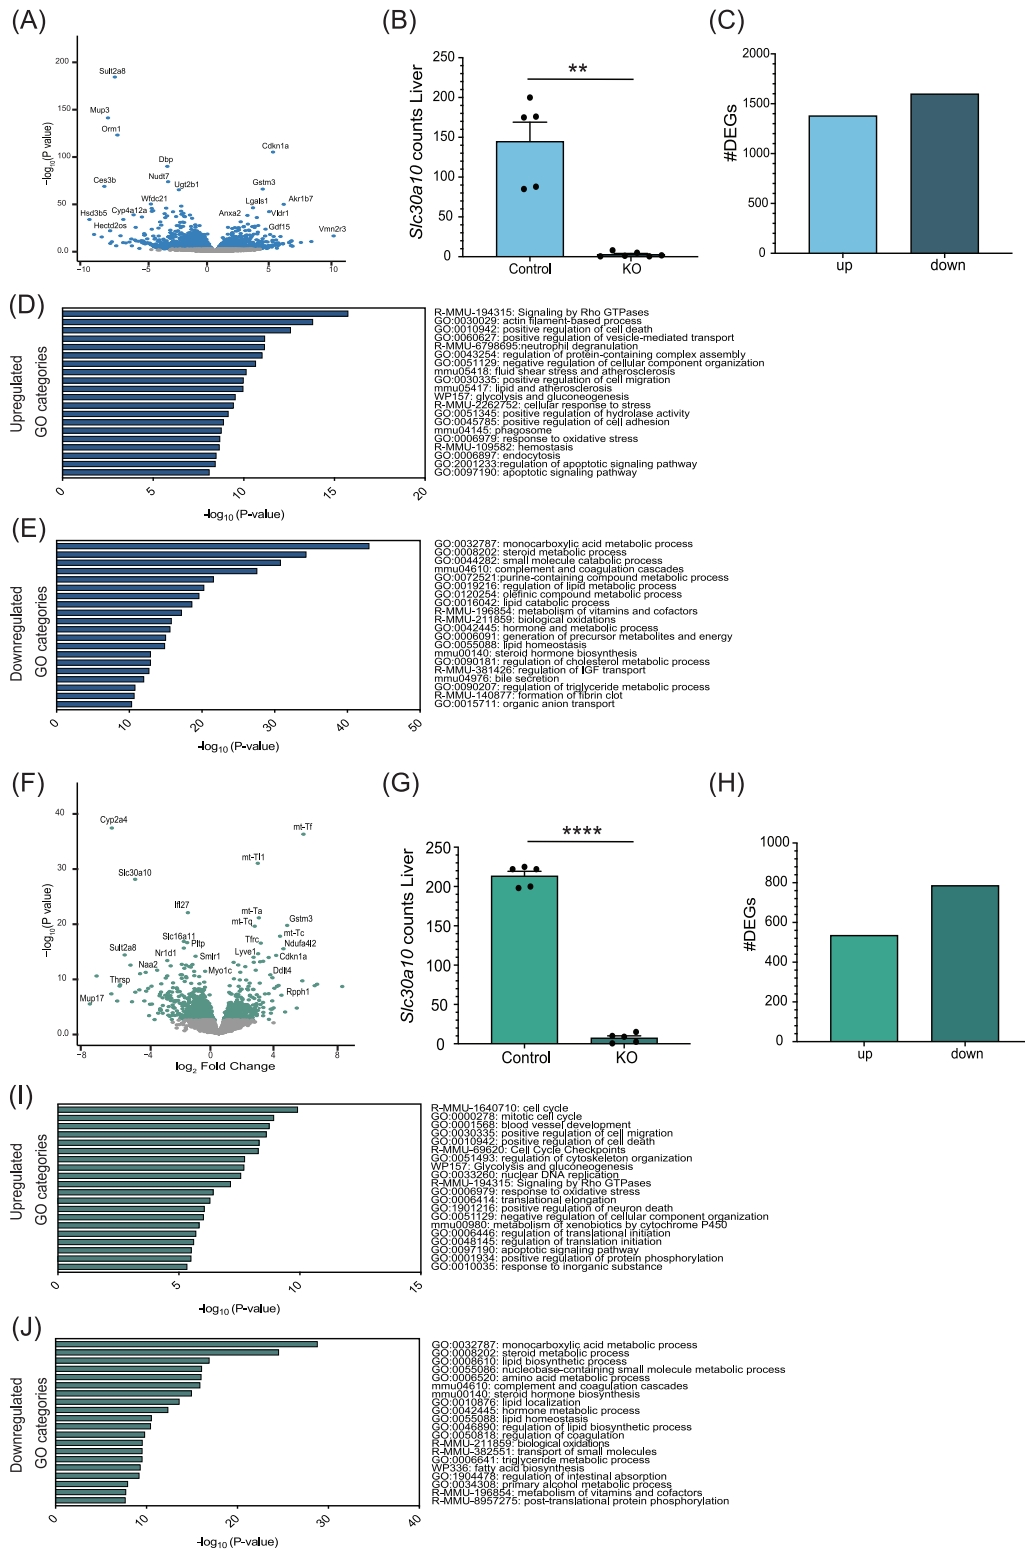 (A)
(B)
(C)
−log10(P value)
200
150
100
50
0.0
−10
−5
0
5
10
Sult2a8
Mup3
Orm1
Cdkn1a
Dbp
Nudt7
Ces3b
Ugt2b1
Gstm3
Wfdc21
Lgals1
Akr1b7
Hsd3b5
Cyp4a12a
Anxa2
Vldr1
Hectd2os
Gdf15
Vmn2r3
Slc30a10 counts Liver
250
200
150
100
50
0
**
Control
KO
#DEGs
2000
1500
1000
500
0
up
down
(D)
Upregulated
GO categories
R-MMU-194315: Signaling by Rho GTPases
GO:0030029: actin filament-based process
GO:0010942: positive regulation of cell death
GO:0060627: positive regulation of vesicle-mediated transport
R-MMU-6798695:neutrophil degranulation
GO:0043254: regulation of protein-containing complex assembly
GO:0051129: negative regulation of cellular component organization
mmu05418: fluid shear stress and atherosclerosis
GO:0030335: positive regulation of cell migration
mmu05417: lipid and atherosclerosis
WP157: glycolysis and gluconeogenesis
R-MMU-2262752: cellular response to stress
GO:0051345: positive regulation of hydrolase activity
GO:0045785: positive regulation of cell adhesion
mmu04145: phagosome
GO:0006979: response to oxidative stress
R-MMU-109582: hemostasis
GO:0006897: endocytosis
GO:2001233:regulation of apoptotic signaling pathway
GO:0097190: apoptotic signaling pathway
0
5
10
15
20
-log10 (P-value)
(E)
Downregulated
GO categories
GO:0032787: monocarboxylic acid metabolic process
GO:0008202: steroid metabolic process
GO:0044282: small molecule catabolic process
mmu04610: complement and coagulation cascades
GO:0072521:purine-containing compound metabolic process
GO:0019216: regulation of lipid metabolic process
GO:0120254: olefinic compound metabolic process
GO:0016042: lipid catabolic process
R-MMU-196854: metabolism of vitamins and cofactors
R-MMU-211859: biological oxidations
GO:0042445: hormone and metabolic process
GO:0006091: generation of precursor metabolites and energy
GO:0055088: lipid homeostasis
mmu00140: steroid hormone biosynthesis
GO:0090181: regulation of cholesterol metabolic process
R-MMU-381426: regulation of IGF transport
mmu04976: bile secretion
GO:0090207: regulation of triglyceride metabolic process
R-MMU-140877: formation of fibrin clot
GO:0015711: organic anion transport
0
10
20
30
40
50
-log10 (P-value)
(F)
(G)
(H)
−log10(P value)
40
30
20
10
0.0
−8
−4
0
4
8
log2 Fold Change
Cyp2a4
mt-Tf
mt-Tl1
Slc30a10
Ifl27
mt-Ta
mt-Tq
Gstm3
Slc16a11
mt-Tc
Pltp
Tfrc
Ndufa4l2
Sult2a8
Nr1d1
Smlr1
Lyve1
Cdkn1a
Naa2
Myo1c
Ddit4
Thrsp
Rpph1
Mup17
Slc30a10 counts Liver
250
200
150
100
50
0
****
Control
KO
#DEGs
1000
800
600
400
200
0
up
down
(I)
Upregulated
GO categories
R-MMU-1640710: cell cycle
GO:0000278: mitotic cell cycle
GO:0001568: blood vessel development
GO:0030335: positive regulation of cell migration
GO:0010942: positive regulation of cell death
R-MMU-69620: Cell Cycle Checkpoints
GO:0051493: regulation of cytoskeleton organization
WP157: Glycolysis and gluconeogenesis
GO:0033260: nuclear DNA replication
R-MMU-194315: Signaling by Rho GTPases
GO:0006979: response to oxidative stress
GO:0006414: translational elongation
GO:1901216: positive regulation of neuron death
GO:0051129: negative regulation of cellular component organization
mmu00980: metabolism of xenobiotics by cytochrome P450
GO:0006446: regulation of translational initiation
GO:0048145: regulation of translation initiation
GO:0097190: apoptotic signaling pathway
GO:0001934: positive regulation of protein phosphorylation
GO:0010035: response to inorganic substance
0
5
10
15
-log10 (P-value)
(J)
Downregulated
GO categories
GO:0032787: monocarboxylic acid metabolic process
GO:0008202: steroid metabolic process
GO:0008610: lipid biosynthetic process
GO:0055086: nucleobase-containing small molecule metabolic process
GO:0006520: amino acid metabolic process
mmu04610: complement and coagulation cascades
mmu00140: steroid hormone biosynthesis
GO:0010876: lipid localization
GO:0042445: hormone metabolic process
GO:0055088: lipid homeostasis
GO:0046890: regulation of lipid biosynthetic process
GO:0050818: regulation of coagulation
R-MMU-211859: biological oxidations
R-MMU-382551: transport of small molecules
GO:0006641: triglyceride metabolic process
WP336: fatty acid biosynthesis
GO:1904478: regulation of intestinal absorption
GO:0034308: primary alcohol metabolic process
R-MMU-196854: metabolism of vitamins and cofactors
R-MMU-8957275: post-translational protein phosphorylation
0
10
20
30
40
-log10 (P-value)